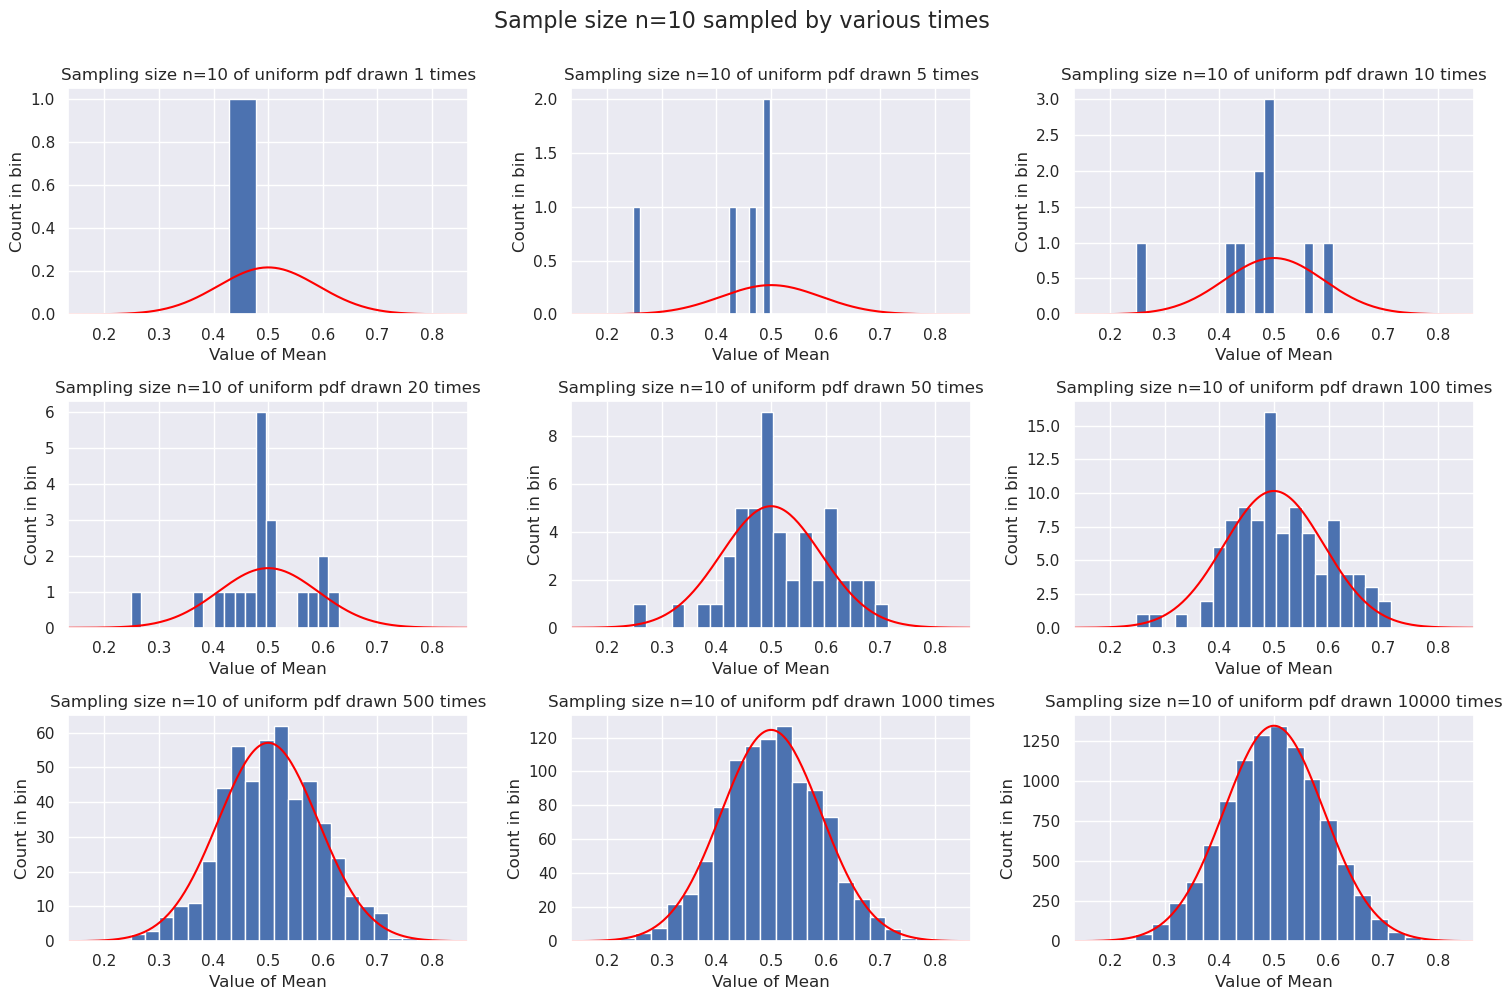 Sample size n=10 sampled by various times
Sampling size n=10 of uniform pdf drawn 1 times
Count in bin
1.0
0.8
0.6
0.4
0.2
0.0
0.2 0.3 0.4 0.5 0.6 0.7 0.8
Value of Mean
Sampling size n=10 of uniform pdf drawn 5 times
Count in bin
2.0
1.5
1.0
0.5
0.0
0.2 0.3 0.4 0.5 0.6 0.7 0.8
Value of Mean
Sampling size n=10 of uniform pdf drawn 10 times
Count in bin
3.0
2.5
2.0
1.5
1.0
0.5
0.0
0.2 0.3 0.4 0.5 0.6 0.7 0.8
Value of Mean
Sampling size n=10 of uniform pdf drawn 20 times
Count in bin
6
5
4
3
2
1
0
0.2 0.3 0.4 0.5 0.6 0.7 0.8
Value of Mean
Sampling size n=10 of uniform pdf drawn 50 times
Count in bin
8
6
4
2
0
0.2 0.3 0.4 0.5 0.6 0.7 0.8
Value of Mean
Sampling size n=10 of uniform pdf drawn 100 times
Count in bin
15.0
12.5
10.0
7.5
5.0
2.5
0.0
0.2 0.3 0.4 0.5 0.6 0.7 0.8
Value of Mean
Sampling size n=10 of uniform pdf drawn 500 times
Count in bin
60
50
40
30
20
10
0
0.2 0.3 0.4 0.5 0.6 0.7 0.8
Value of Mean
Sampling size n=10 of uniform pdf drawn 1000 times
Count in bin
120
100
80
60
40
20
0
0.2 0.3 0.4 0.5 0.6 0.7 0.8
Value of Mean
Sampling size n=10 of uniform pdf drawn 10000 times
Count in bin
1250
1000
750
500
250
0
0.2 0.3 0.4 0.5 0.6 0.7 0.8
Value of Mean